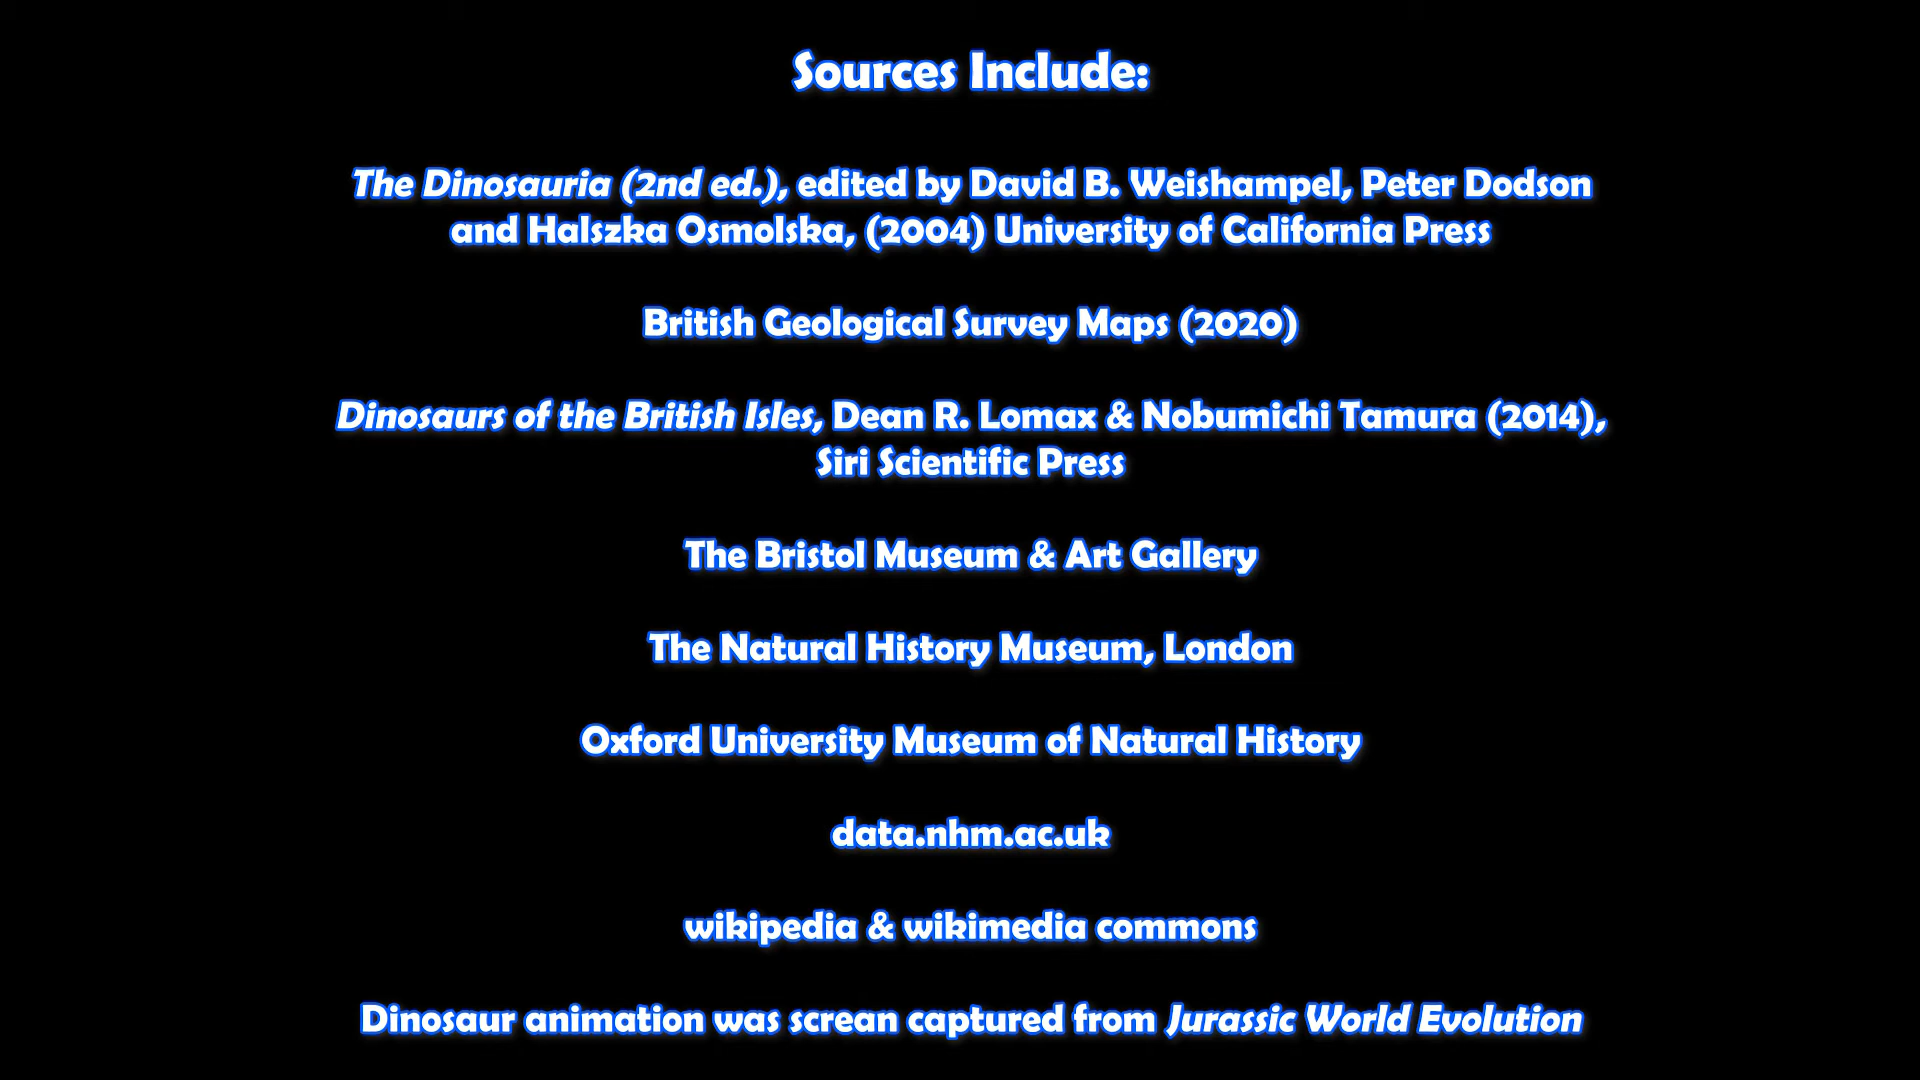 Sources Include:
The Dinosauria (2nd ed.), edited by David B. Weishampel, Peter Dodson
and Halszka Osmolska, (2004) University of California Press
British Geological Survey Maps (2020)
Dinosaurs of the British Isles, Dean R. Lomax & Nobumichi Tamura (2014),
Siri Scientific Press
The Bristol Museum & Art Gallery
The Natural History Museum, London
Oxford University Museum of Natural History
data.nhm.ac.uk
wikipedia & wikimedia commons
Dinosaur animation was screan captured from Jurassic World Evolution